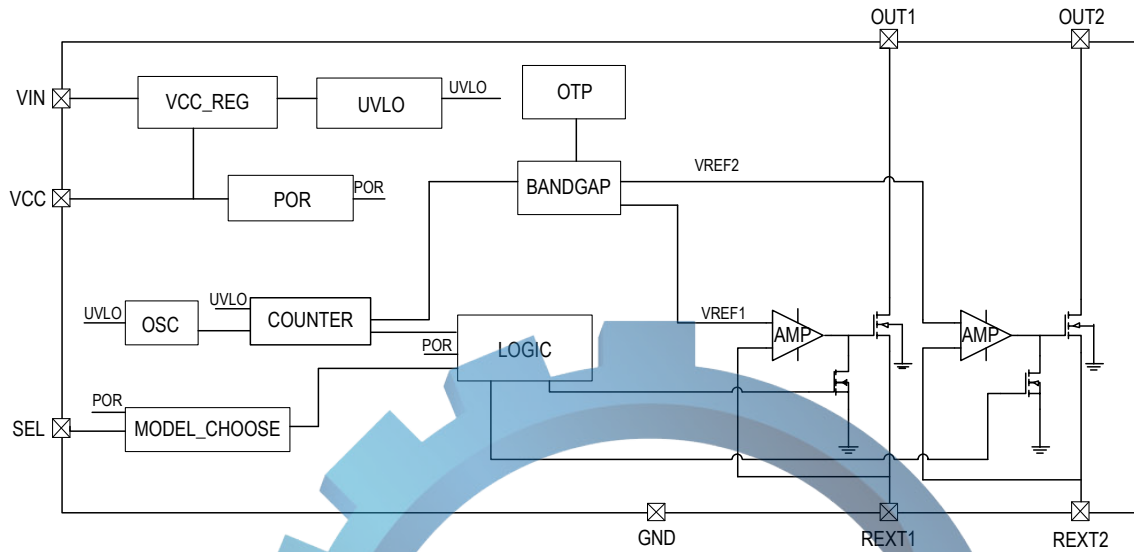 OUT1
OUT2
VIN
VCC_REG
UVLO
UVLO
OTP
VCC
POR
POR
BANDGAP
VREF2
UVLO
OSC
UVLO
COUNTER
VREF1
POR
LOGIC
AMP
AMP
SEL
POR
MODEL_CHOOSE
GND
REXT1
REXT2